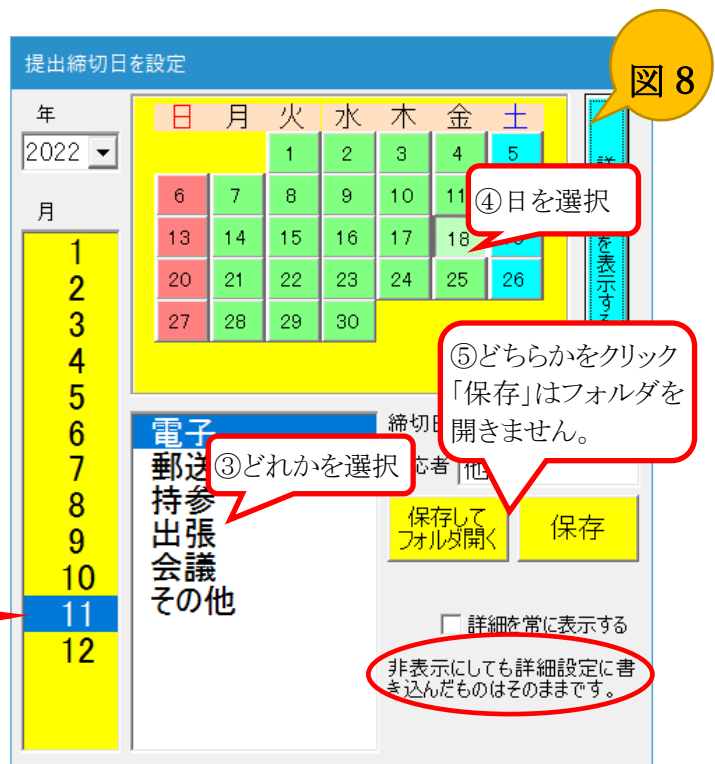 提出締切日を設定
図8
年
2022
日 月 火 水 木 金 土
1 2 3 4 5
6 7 8 9 10 11
13 14 15 16 17 18
20 21 22 23 24 25 26
27 28 29 30
④日を選択
を表示する
月
1
2
3
4
5
6
7
8
9
10
11
12
⑤どちらかをクリック
「保存」はフォルダを
開きません。
電子
郵送
持参
出張
会議
その他
③どれかを選択
締切
者 他
保存して
フォルダ開く
保存
詳細を常に表示する
非表示にしても詳細設定に書
き込んだものはそのままです。